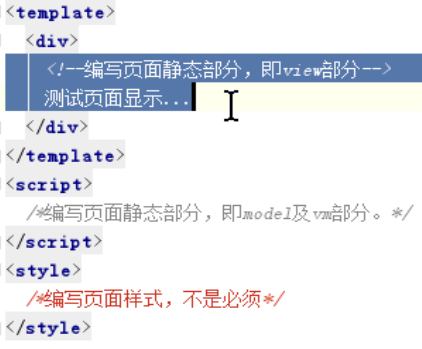 <template>
<div>
<!--编写页面静态部分，即view部分-->
测试页面显示...
</div>
</template>
<script>
/*编写页面静态部分，即model及vm部分。*/
</script>
<style>
/*编写页面样式，不是必须*/
</style>